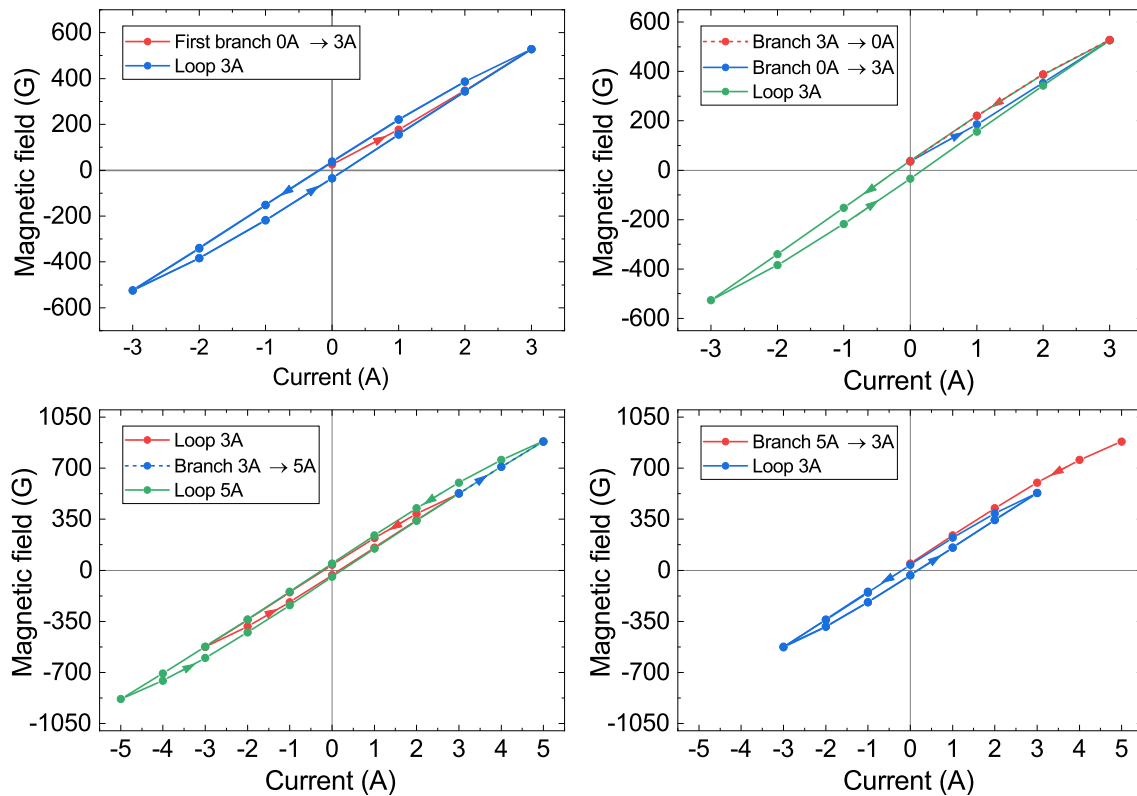 600
400
200
0
-200
-400
-600
Magnetic field (G)
First branch 0A → 3A
Loop 3A
-3 -2 -1 0 1 2 3
Current (A)
600
400
200
0
-200
-400
-600
Magnetic field (G)
Branch 3A → 0A
Branch 0A → 3A
Loop 3A
-3 -2 -1 0 1 2 3
Current (A)
1050
700
350
0
-350
-700
-1050
Magnetic field (G)
Loop 3A
Branch 3A → 5A
Loop 5A
-5 -4 -3 -2 -1 0 1 2 3 4 5
Current (A)
1050
700
350
0
-350
-700
-1050
Magnetic field (G)
Branch 5A → 3A
Loop 3A
-5 -4 -3 -2 -1 0 1 2 3 4 5
Current (A)